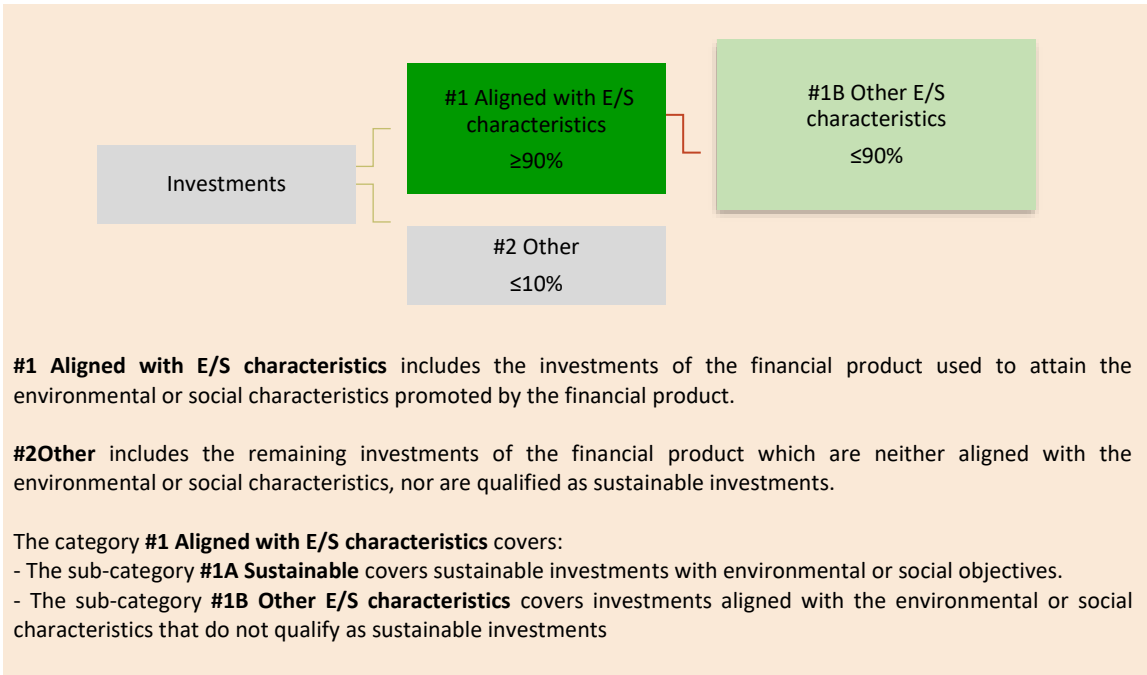 #1 Aligned with E/S
characteristics
≥90%
#1B Other E/S
characteristics
≤90%
Investments
#2 Other
≤10%
#1 Aligned with E/S characteristics includes the investments of the financial product used to attain the
environmental or social characteristics promoted by the financial product.
#2Other includes the remaining investments of the financial product which are neither aligned with the
environmental or social characteristics, nor are qualified as sustainable investments.
The category #1 Aligned with E/S characteristics covers:
- The sub-category #1A Sustainable covers sustainable investments with environmental or social objectives.
- The sub-category #1B Other E/S characteristics covers investments aligned with the environmental or social
characteristics that do not qualify as sustainable investments